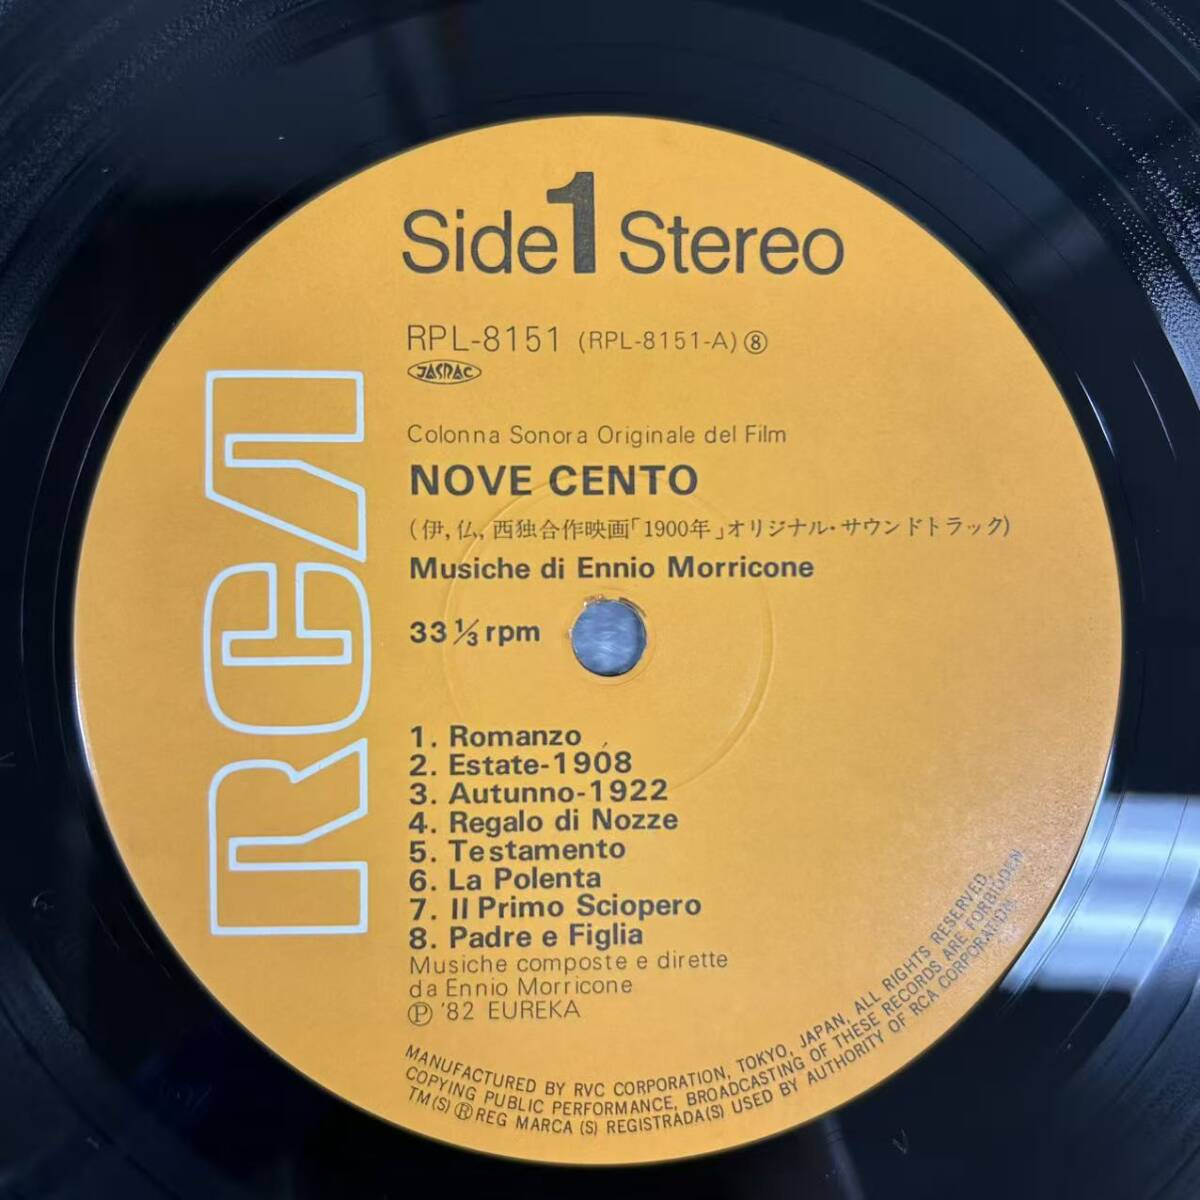 Side 1 Stereo
RPL-8151 (RPL-8151-A) ⑧
JASRAC
Colonna Sonora Originale del Film
NOVE CENTO
(伊,仏,西独合作映画「1900年」オリジナル・サウンドトラック)
Musiche di Ennio Morricone
33 1/3 rpm
RCA
1. Romanzo
2. Estate-1908
3. Autunno-1922
4. Regalo di Nozze
5. Testamento
6. La Polenta
7. Il Primo Sciopero
8. Padre e Figlia
Musiche composte e dirette
da Ennio Morricone
Ⓟ '82 EUREKA
MANUFACTURED BY RVC CORPORATION, TOKYO, JAPAN, ALL RIGHTS RESERVED,
COPYING PUBLIC PERFORMANCE, BROADCASTING OF THESE RECORDS ARE FORBIDDEN
TM(S) ® REG MARCA (S) REGISTRADA(S) USED BY AUTHORITY OF RCA CORPORATION.